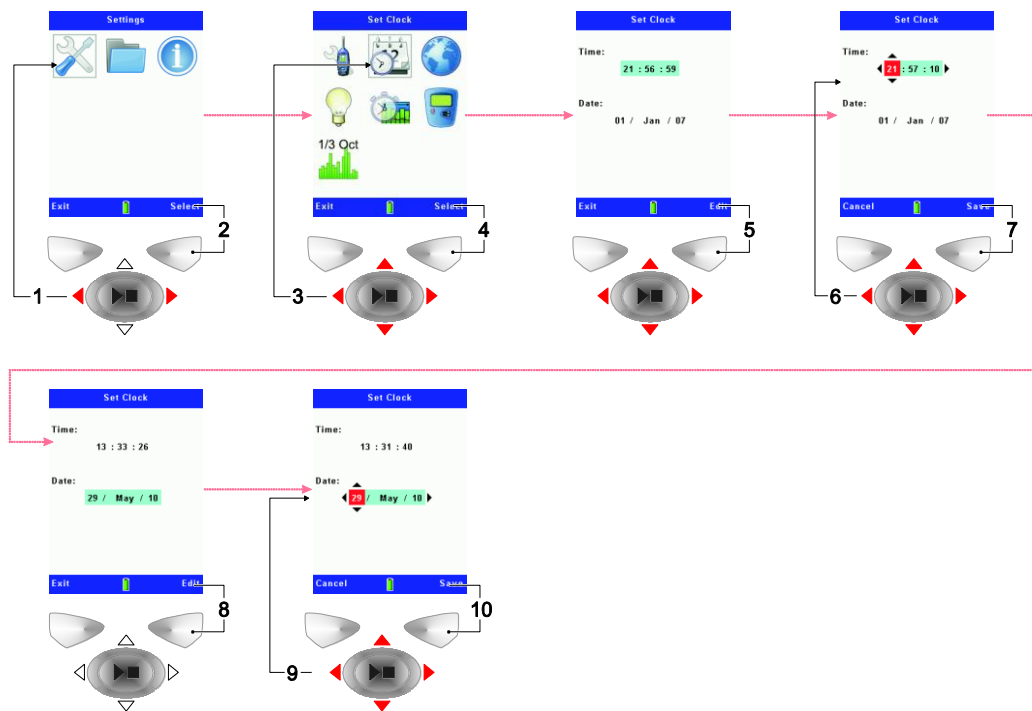 Settings
Exit
Select
2
1
Set Clock
1/3 Oct
Exit
Select
4
3
Set Clock
Time:
21 : 56 : 59
Date:
01 / Jan / 07
Exit
Edit
5
Set Clock
Time:
21 : 57 : 10
Date:
01 / Jan / 07
Cancel
Save
7
6
Set Clock
Time:
13 : 33 : 26
Date:
29 / May / 10
Exit
Edit
8
Set Clock
Time:
13 : 31 : 40
Date:
29 / May / 10
Cancel
Save
10
9